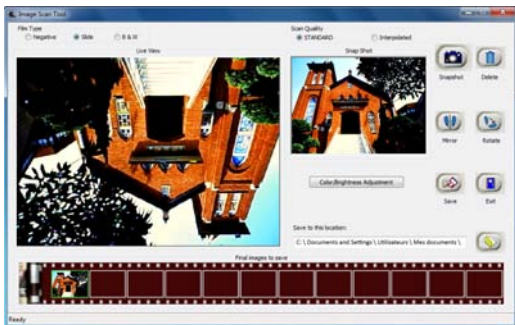 Image Scan Tool
Film Type
Negative
Slide
B & W
Scan Quality
STANDARD
Interpolated
Live View
Snap Shot
Snapshot
Delete
Mirror
Rotate
Color/Brightness Adjustment
Save
Exit
Save to this location:
C: \ Documents and Settings \ Utilisateurs \ Mes documents \
Final images to save
Ready